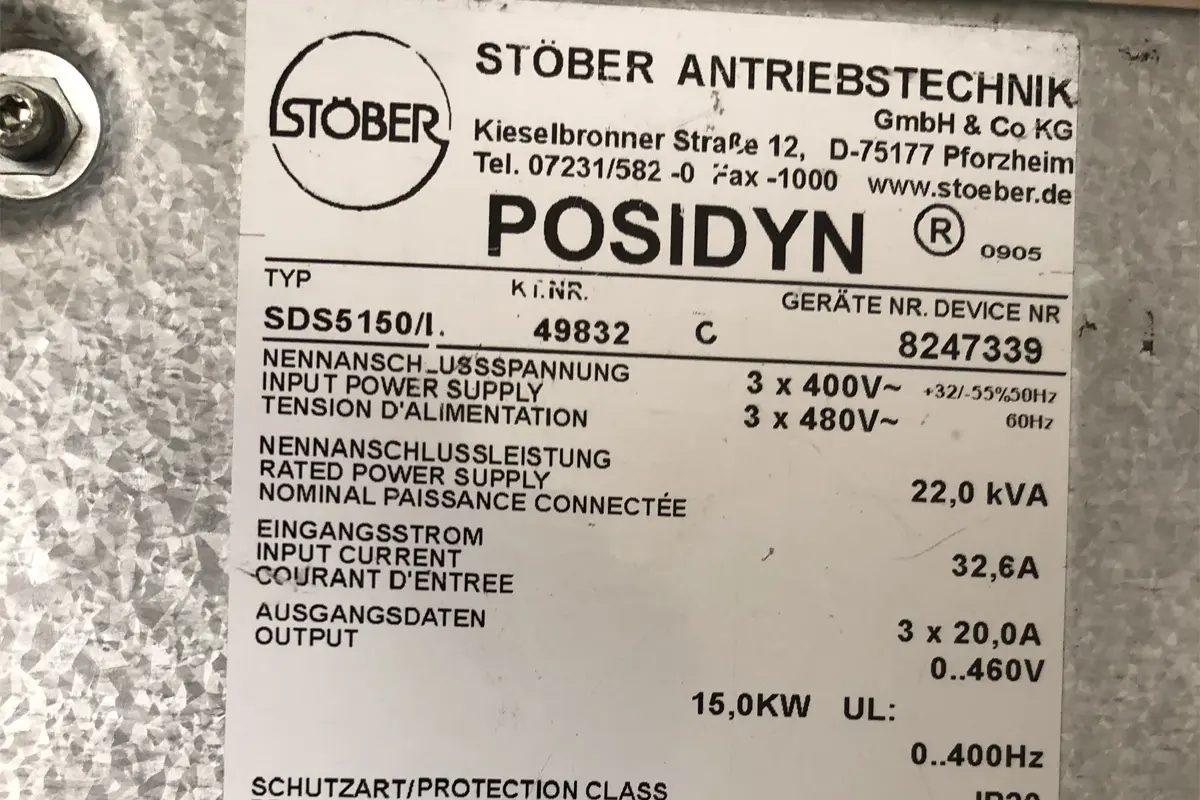 STÖBER
STÖBER ANTRIEBSTECHNIK
GmbH & Co KG
Kieselbronner Straße 12, D-75177 Pforzheim
Tel. 07231/582 -0 Fax -1000 www.stoeber.de
POSIDYN ® 0905
TYP KT.NR. GERÄTE NR. DEVICE NR
SDS5150/L 49832 C 8247339
NENNANSCHLUSSSPANNUNG
INPUT POWER SUPPLY 3 x 400V~ +32/-55%50Hz
TENSION D'ALIMENTATION 3 x 480V~ 60Hz
NENNANSCHLUSSLEISTUNG
RATED POWER SUPPLY
NOMINAL PAISSANCE CONNECTÉE 22,0 kVA
EINGANGSSTROM
INPUT CURRENT 32,6A
COURANT D'ENTREE
AUSGANGSDATEN
OUTPUT 3 x 20,0A
0..460V
15,0KW UL:
0..400Hz
SCHUTZART/PROTECTION CLASS IP20